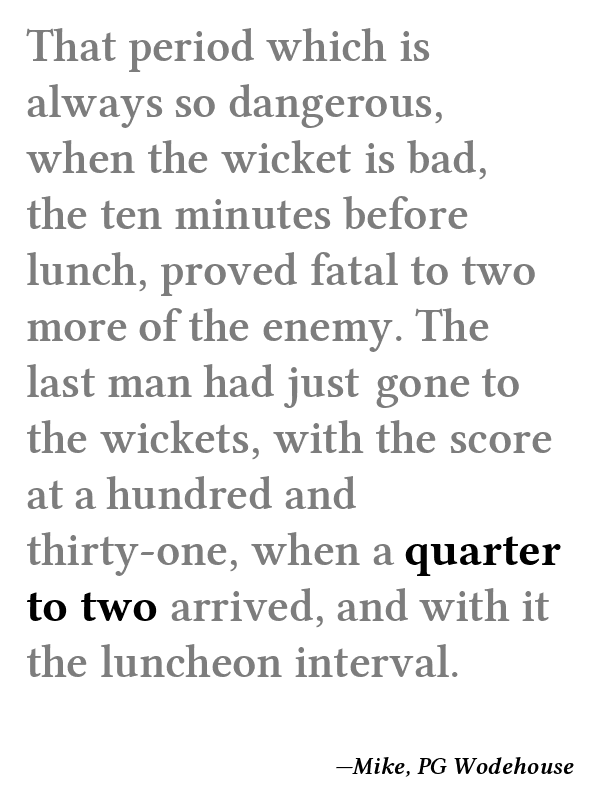 That period which is
always so dangerous,
when the wicket is bad,
the ten minutes before
lunch, proved fatal to two
more of the enemy. The
last man had just gone to
the wickets, with the score
at a hundred and
thirty-one, when a quarter
to two arrived, and with it
the luncheon interval.
—Mike, PG Wodehouse